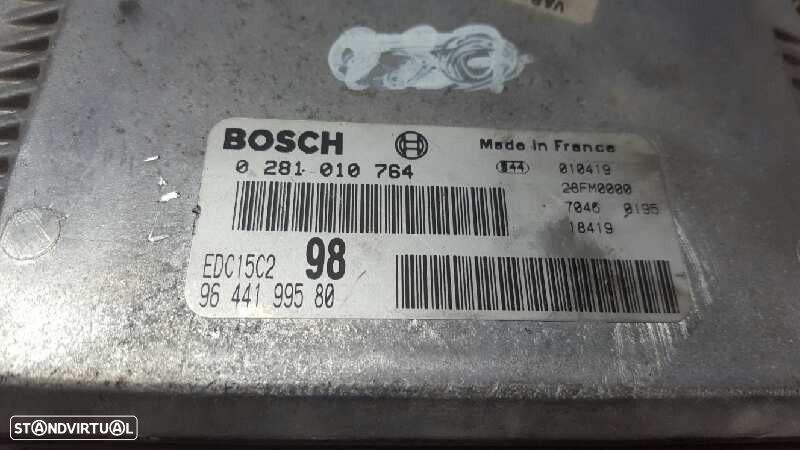 BOSCH
Made in France
0 281 010 764
44
010419
28FM0000
7046 0195
18419
EDC15C2 98
96 441 995 80
STANDVIRTUAL